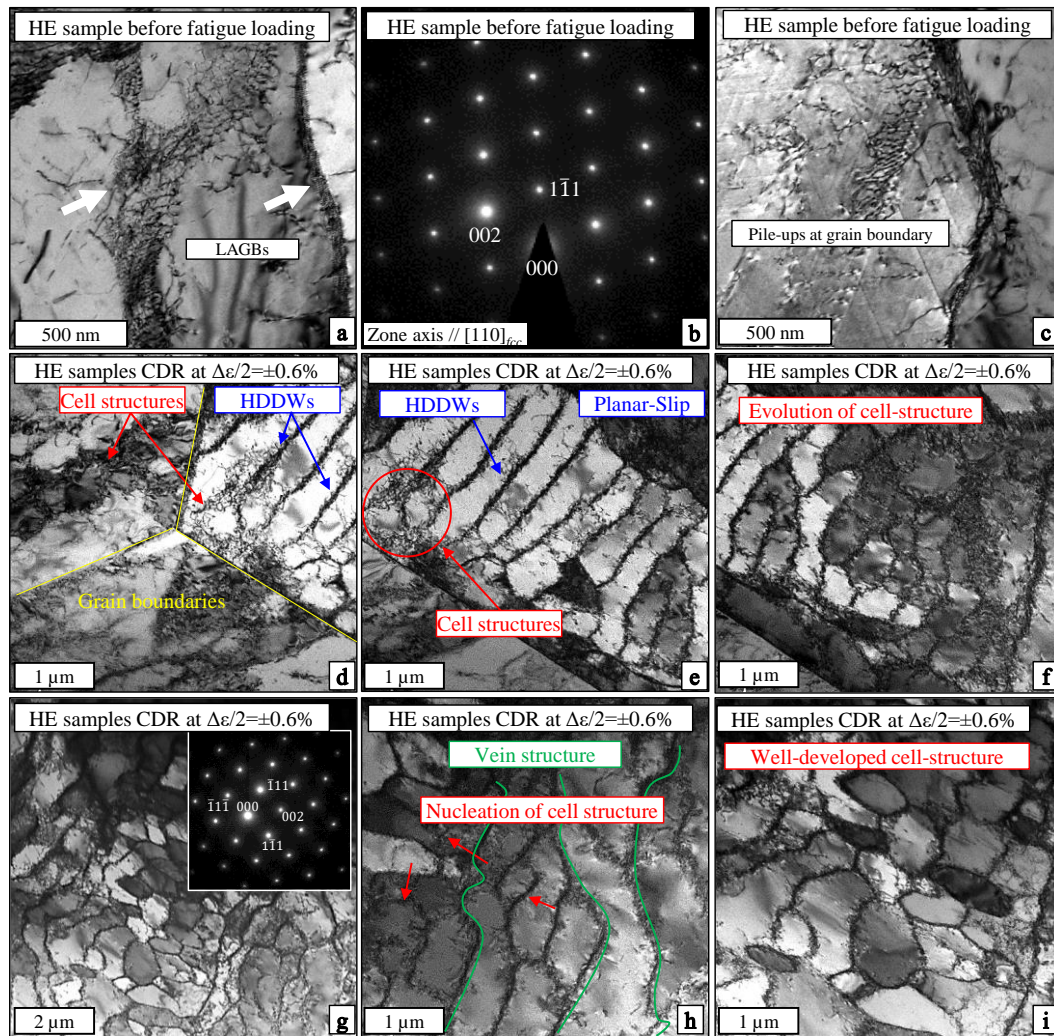 HE sample before fatigue loading
LAGBs
500 nm
a
HE sample before fatigue loading
11̅1
002
000
Zone axis // [110]fcc
b
HE sample before fatigue loading
Pile-ups at grain boundary
500 nm
c
HE samples CDR at Δε/2=±0.6%
Cell structures
HDDWs
Grain boundaries
1 µm
d
HE samples CDR at Δε/2=±0.6%
HDDWs
Planar-Slip
Cell structures
1 µm
e
HE samples CDR at Δε/2=±0.6%
Evolution of cell-structure
1 µm
f
HE samples CDR at Δε/2=±0.6%
1̅11
1̅11 000
002
1̅11
2 µm
g
HE samples CDR at Δε/2=±0.6%
Vein structure
Nucleation of cell structure
1 µm
h
HE samples CDR at Δε/2=±0.6%
Well-developed cell-structure
1 µm
i